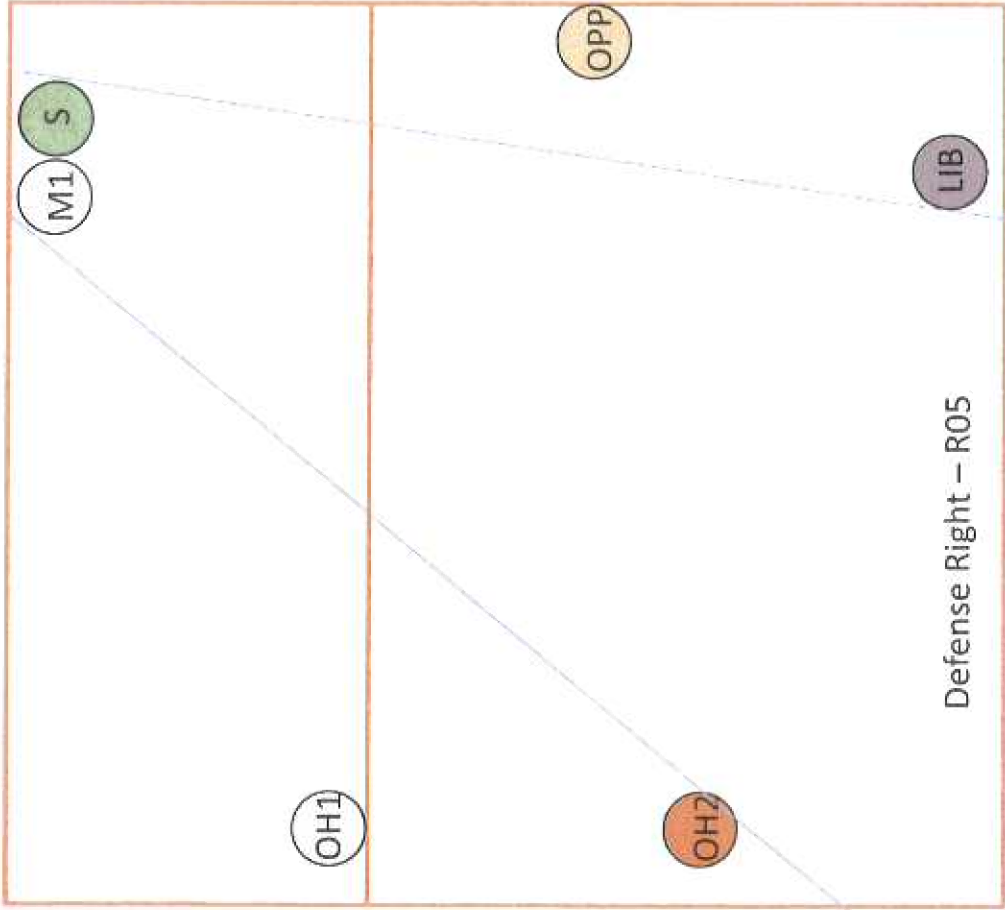 S
M1
OPP
LIB
OH1
OH2
Defense Right – R05